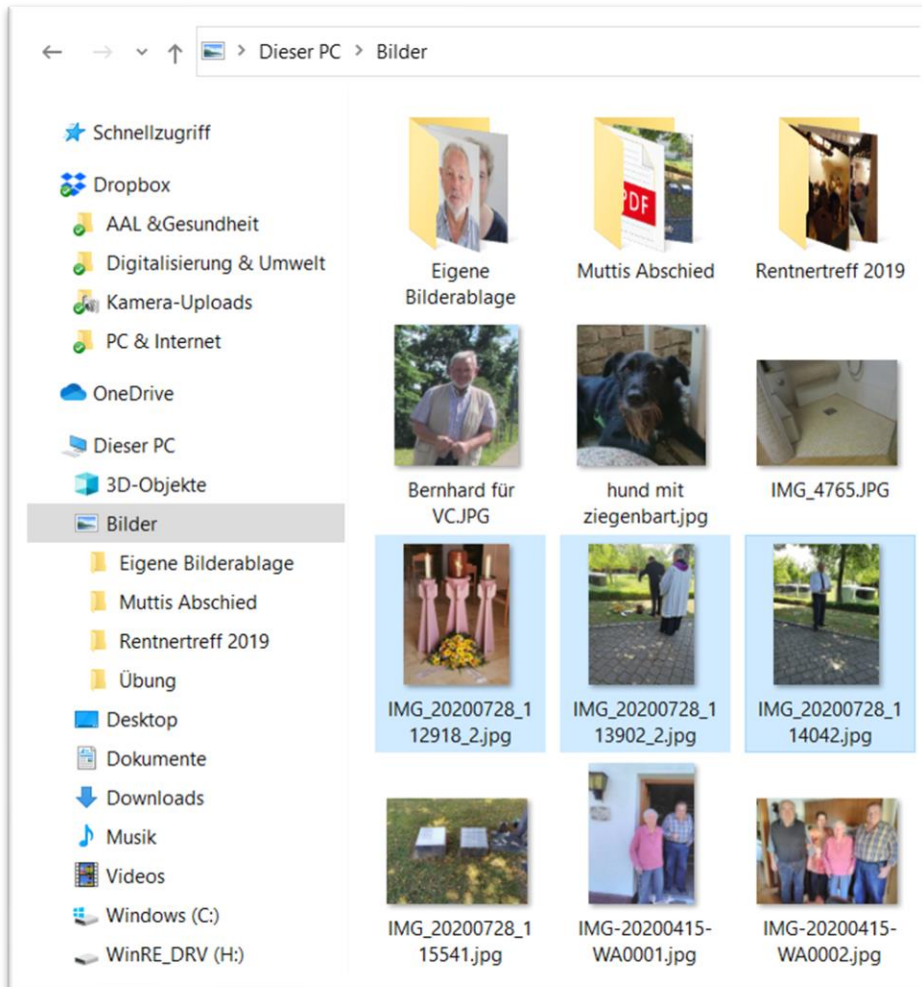 Dieser PC > Bilder
Schnellzugriff
Dropbox
AAL &Gesundheit
Digitalisierung & Umwelt
Kamera-Uploads
PC & Internet
OneDrive
Dieser PC
3D-Objekte
Bilder
Eigene Bilderablage
Muttis Abschied
Rentnertreff 2019
Übung
Desktop
Dokumente
Downloads
Musik
Videos
Windows (C:)
WinRE_DRV (H:)
PDF
Eigene
Bilderablage
Muttis Abschied
Rentnertreff 2019
Bernhard für
VC.JPG
hund mit
ziegenbart.jpg
IMG_4765.JPG
IMG_20200728_1
12918_2.jpg
IMG_20200728_1
13902_2.jpg
IMG_20200728_1
14042.jpg
IMG_20200728_1
15541.jpg
IMG-20200415-
WA0001.jpg
IMG-20200415-
WA0002.jpg